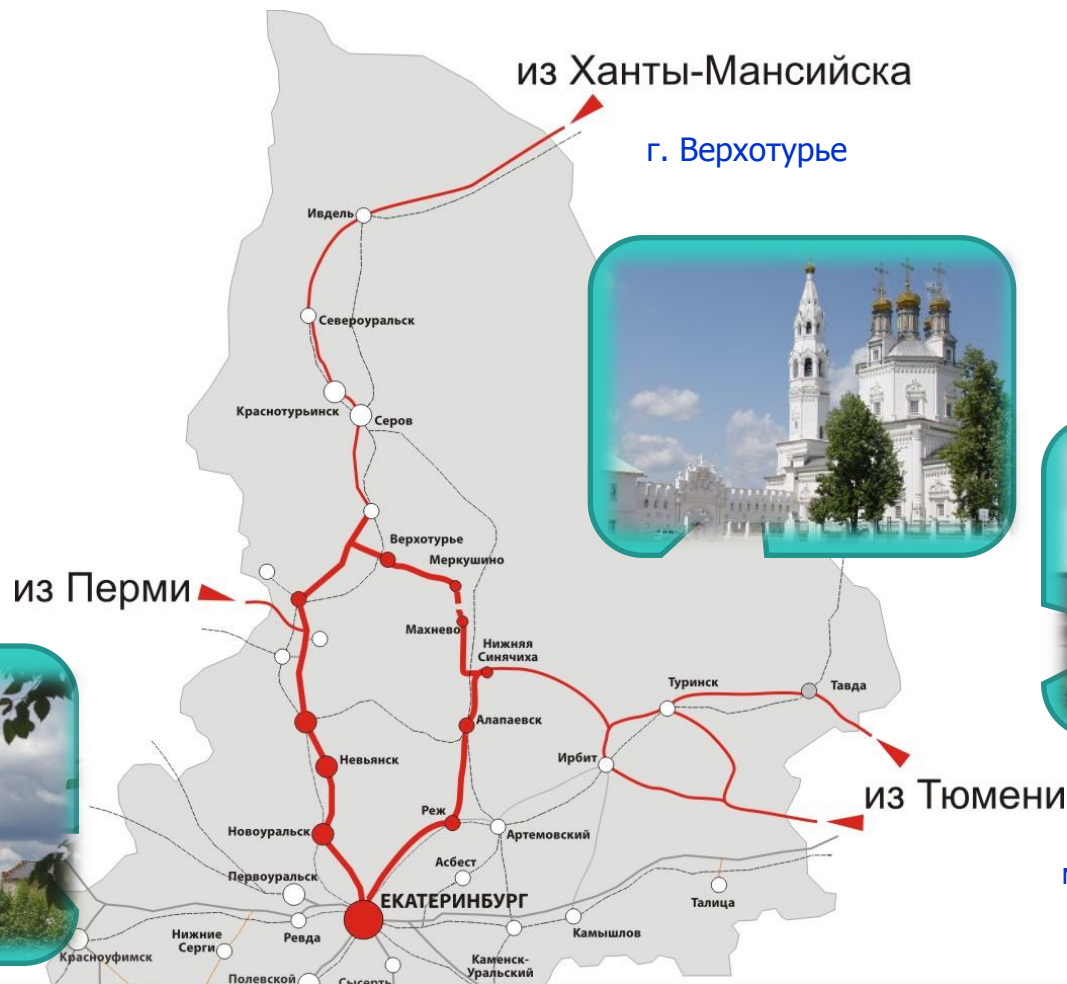 из Ханты-Мансийска
г. Верхотурье
Ивдель
Североуральск
Краснотурьинск
Серов
Верхотурье
Меркушино
из Перми
Махнево
Нижняя
Синячиха
Туринск
Тавда
Алапаевск
Невьянск
Ирбит
из Тюмени
Реж
Новоуральск
Артемовский
Асбест
Первоуральск
ЕКАТЕРИНБУРГ
Талица
Нижние
Серги
Ревда
Камышлов
Красноуфимск
Каменск-
Уральский
Полевской
Сысерть